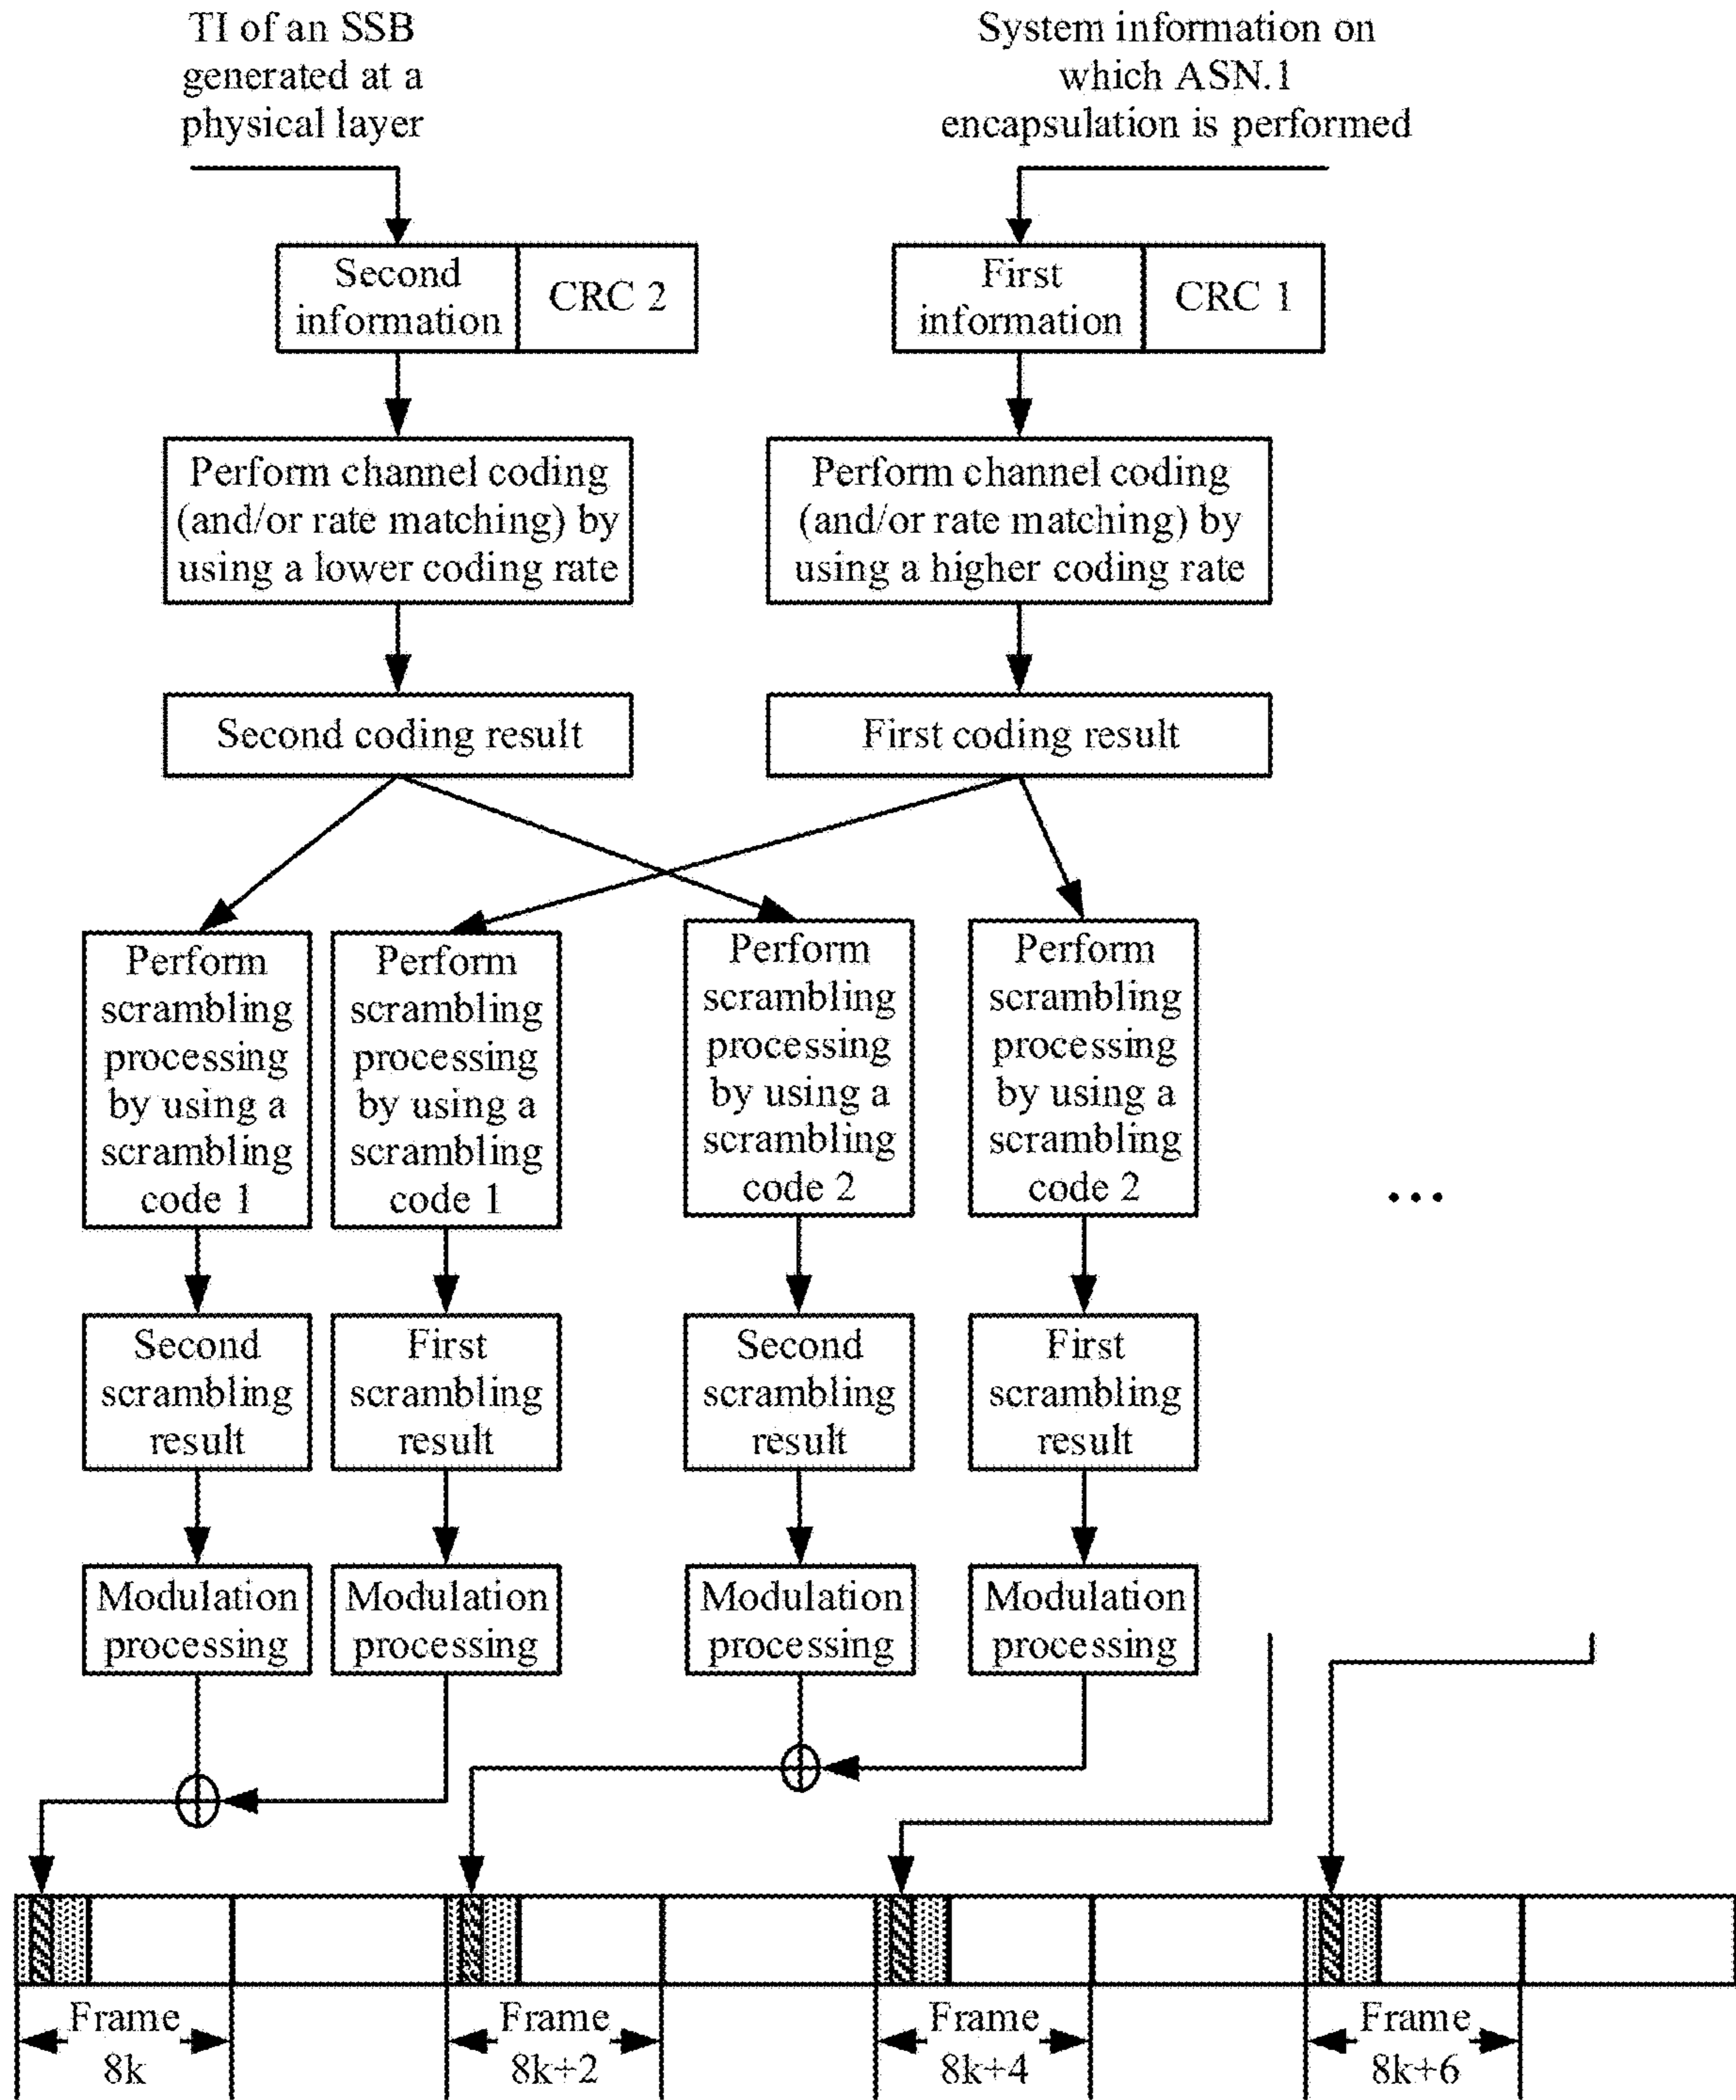 TI of an SSB
generated at a
physical layer
System information on
which ASN.1
encapsulation is performed
Second
information
CRC 2
First
information
CRC 1
Perform channel coding
(and/or rate matching) by
using a lower coding rate
Perform channel coding
(and/or rate matching) by
using a higher coding rate
Second coding result
First coding result
Perform
scrambling
processing
by using a
scrambling
code 1
Perform
scrambling
processing
by using a
scrambling
code 1
Perform
scrambling
processing
by using a
scrambling
code 2
Perform
scrambling
processing
by using a
scrambling
code 2
...
Second
scrambling
result
First
scrambling
result
Second
scrambling
result
First
scrambling
result
Modulation
processing
Modulation
processing
Modulation
processing
Modulation
processing
Frame
8k
Frame
8k+2
Frame
8k+4
Frame
8k+6